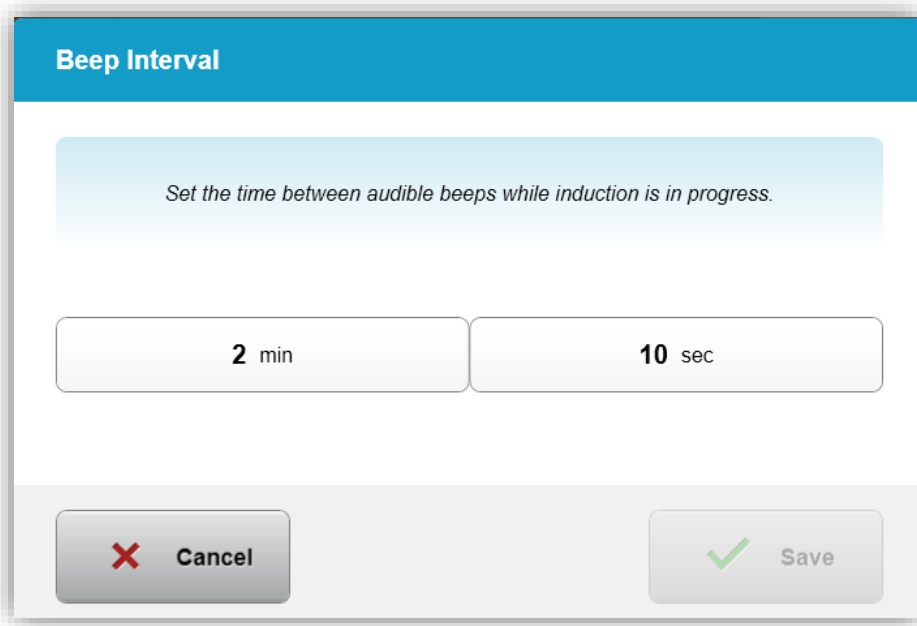 Beep Interval
Set the time between audible beeps while induction is in progress.
2 min 10 sec
Cancel Save